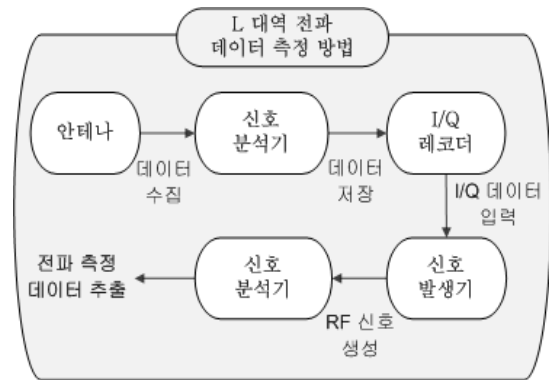 L 대역 전파
데이터 측정 방법
안테나
데이터
수집
신호
분석기
데이터
저장
I/Q
레코더
I/Q 데이터
입력
신호
발생기
RF 신호
생성
신호
분석기
전파 측정
데이터 추출